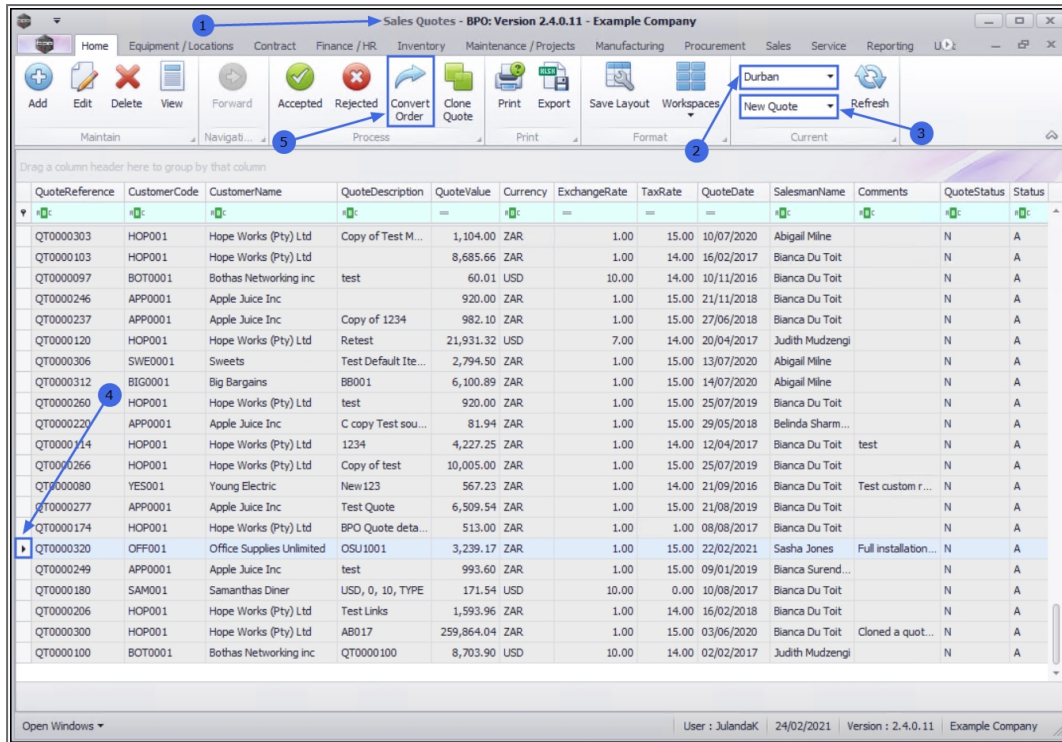 1
Sales Quotes - BPO: Version 2.4.0.11 - Example Company
Home Equipment / Locations Contract Finance / HR Inventory Maintenance / Projects Manufacturing Procurement Sales Service Reporting
Add Edit Delete View Forward Accepted Rejected Convert Order Clone Quote Print Export Save Layout Workspaces Durban New Quote Refresh
Maintain Navigati... Process Print Format Current
5 2 3
Drag a column header here to group by that column
QuoteReference CustomerCode CustomerName QuoteDescription QuoteValue Currency ExchangeRate TaxRate QuoteDate SalesmanName Comments QuoteStatus Status
QT0000303 HOP001 Hope Works (Pty) Ltd Copy of Test M... 1,104.00 ZAR 1.00 15.00 10/07/2020 Abigail Milne N A
QT0000103 HOP001 Hope Works (Pty) Ltd 8,685.66 ZAR 1.00 14.00 16/02/2017 Bianca Du Toit N A
QT0000097 BOT0001 Bothas Networking inc test 60.01 USD 10.00 14.00 10/11/2016 Bianca Du Toit N A
QT0000246 APP0001 Apple Juice Inc 920.00 ZAR 1.00 15.00 21/11/2018 Bianca Du Toit N A
QT0000237 APP0001 Apple Juice Inc Copy of 1234 982.10 ZAR 1.00 15.00 27/06/2018 Bianca Du Toit N A
QT0000120 HOP001 Hope Works (Pty) Ltd Retest 21,931.32 USD 7.00 14.00 20/04/2017 Judith Mudzengi N A
QT0000306 SWE0001 Sweets Test Default Ite... 2,794.50 ZAR 1.00 15.00 13/07/2020 Abigail Milne N A
QT0000312 BIG0001 Big Bargains BB001 6,100.89 ZAR 1.00 15.00 14/07/2020 Abigail Milne N A
4
QT0000260 HOP001 Hope Works (Pty) Ltd test 920.00 ZAR 1.00 15.00 25/07/2019 Bianca Du Toit N A
QT0000220 APP0001 Apple Juice Inc C copy Test sou... 81.94 ZAR 1.00 15.00 29/05/2018 Belinda Sharm... N A
QT0000114 HOP001 Hope Works (Pty) Ltd 1234 4,227.25 ZAR 1.00 14.00 12/04/2017 Bianca Du Toit test N A
QT0000266 HOP001 Hope Works (Pty) Ltd Copy of test 10,005.00 ZAR 1.00 15.00 25/07/2019 Bianca Du Toit N A
QT0000080 YES001 Young Electric New123 567.23 ZAR 1.00 14.00 21/09/2016 Bianca Du Toit Test custom r... N A
QT0000277 APP0001 Apple Juice Inc Test Quote 6,509.54 ZAR 1.00 15.00 21/08/2019 Bianca Du Toit N A
QT0000174 HOP001 Hope Works (Pty) Ltd BPO Quote deta... 513.00 ZAR 1.00 1.00 08/08/2017 Bianca Du Toit N A
QT0000320 OFF001 Office Supplies Unlimited OSU1001 3,239.17 ZAR 1.00 15.00 22/02/2021 Sasha Jones Full installation... N A
QT0000249 APP0001 Apple Juice Inc test 993.60 ZAR 1.00 15.00 09/01/2019 Bianca Surend... N A
QT0000180 SAM001 Samanthas Diner USD, 0, 10, TYPE 171.54 USD 10.00 0.00 10/08/2017 Bianca Du Toit N A
QT0000206 HOP001 Hope Works (Pty) Ltd Test Links 1,593.96 ZAR 1.00 14.00 16/02/2018 Bianca Du Toit N A
QT0000300 HOP001 Hope Works (Pty) Ltd AB017 259,864.04 ZAR 1.00 15.00 03/06/2020 Bianca Du Toit Cloned a quot... N A
QT0000100 BOT0001 Bothas Networking inc QT0000100 8,703.90 USD 10.00 14.00 02/02/2017 Judith Mudzengi N A
Open Windows User : JulandaK 24/02/2021 Version : 2.4.0.11 Example Company